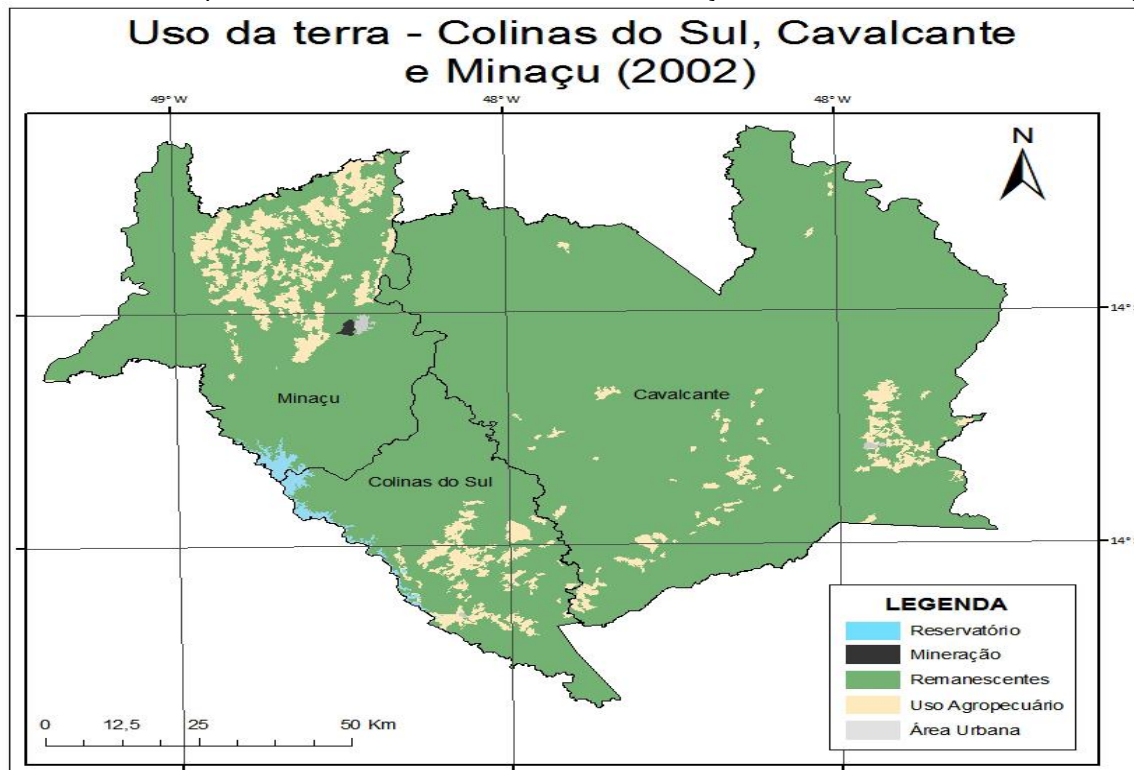 Uso da terra - Colinas do Sul, Cavalcante
e Minaçu (2002)
49° W
48° W
48° W
N
14°
Cavalcante
Minaçu
Colinas do Sul
14°
LEGENDA
Reservatório
Mineração
Remanescentes
Uso Agropecuário
Área Urbana
0 12,5 25 50 Km